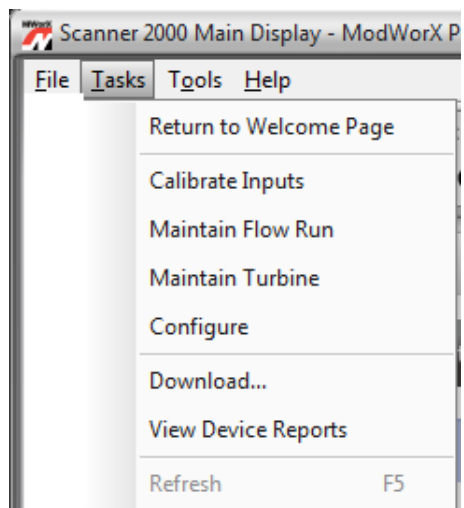 Scanner 2000 Main Display - ModWorX P
File Tasks Tools Help
Return to Welcome Page
Calibrate Inputs
Maintain Flow Run
Maintain Turbine
Configure
Download...
View Device Reports
Refresh F5